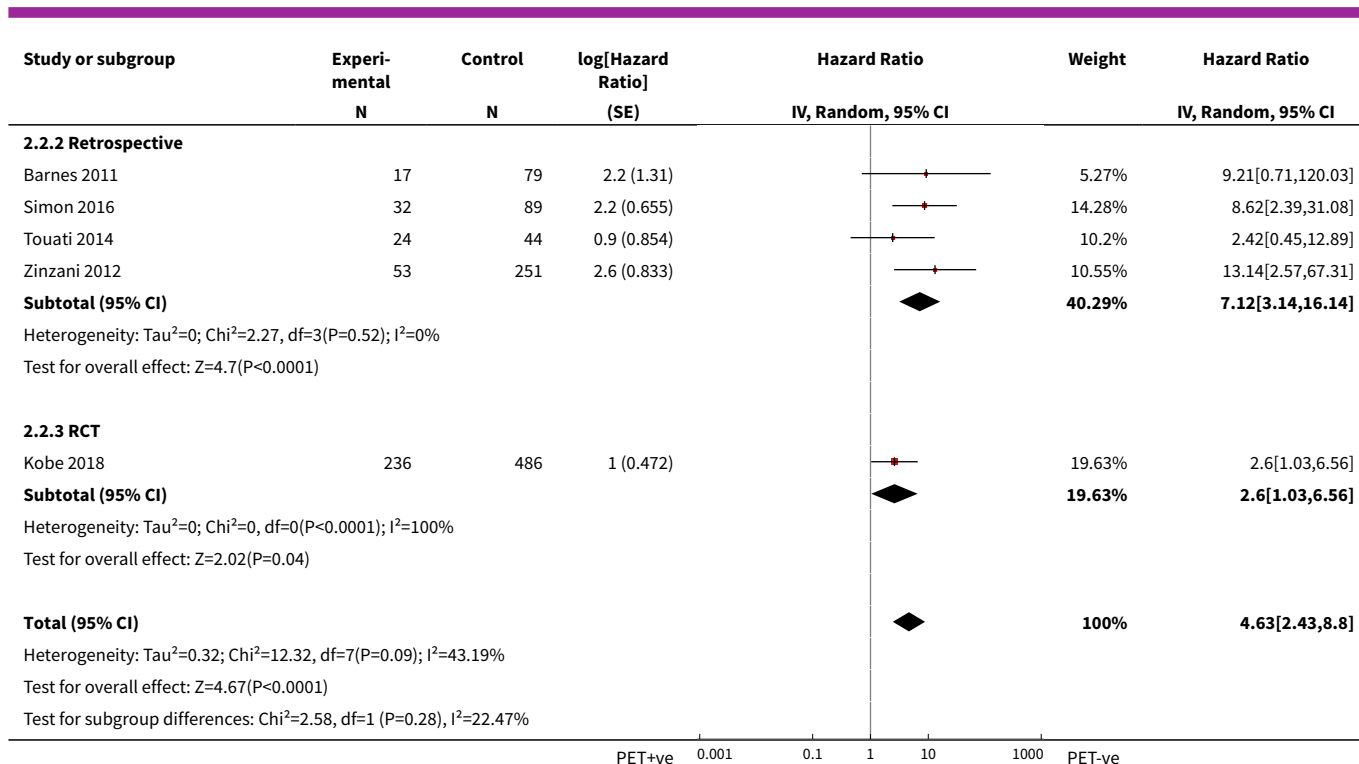 Study or subgroup Experi- Control log[Hazard Hazard Ratio Weight Hazard Ratio
mental Ratio]
N N (SE) IV, Random, 95% CI IV, Random, 95% CI
2.2.2 Retrospective
Barnes 2011 17 79 2.2 (1.31) 5.27% 9.21[0.71,120.03]
Simon 2016 32 89 2.2 (0.655) 14.28% 8.62[2.39,31.08]
Touati 2014 24 44 0.9 (0.854) 10.2% 2.42[0.45,12.89]
Zinzani 2012 53 251 2.6 (0.833) 10.55% 13.14[2.57,67.31]
Subtotal (95% CI) 40.29% 7.12[3.14,16.14]
Heterogeneity: Tau²=0; Chi²=2.27, df=3(P=0.52); I²=0%
Test for overall effect: Z=4.7(P<0.0001)
2.2.3 RCT
Kobe 2018 236 486 1 (0.472) 19.63% 2.6[1.03,6.56]
Subtotal (95% CI) 19.63% 2.6[1.03,6.56]
Heterogeneity: Tau²=0; Chi²=0, df=0(P<0.0001); I²=100%
Test for overall effect: Z=2.02(P=0.04)
Total (95% CI) 100% 4.63[2.43,8.8]
Heterogeneity: Tau²=0.32; Chi²=12.32, df=7(P=0.09); I²=43.19%
Test for overall effect: Z=4.67(P<0.0001)
Test for subgroup differences: Chi²=2.58, df=1 (P=0.28), I²=22.47%
PET+ve 0.001 0.1 1 10 1000 PET-ve